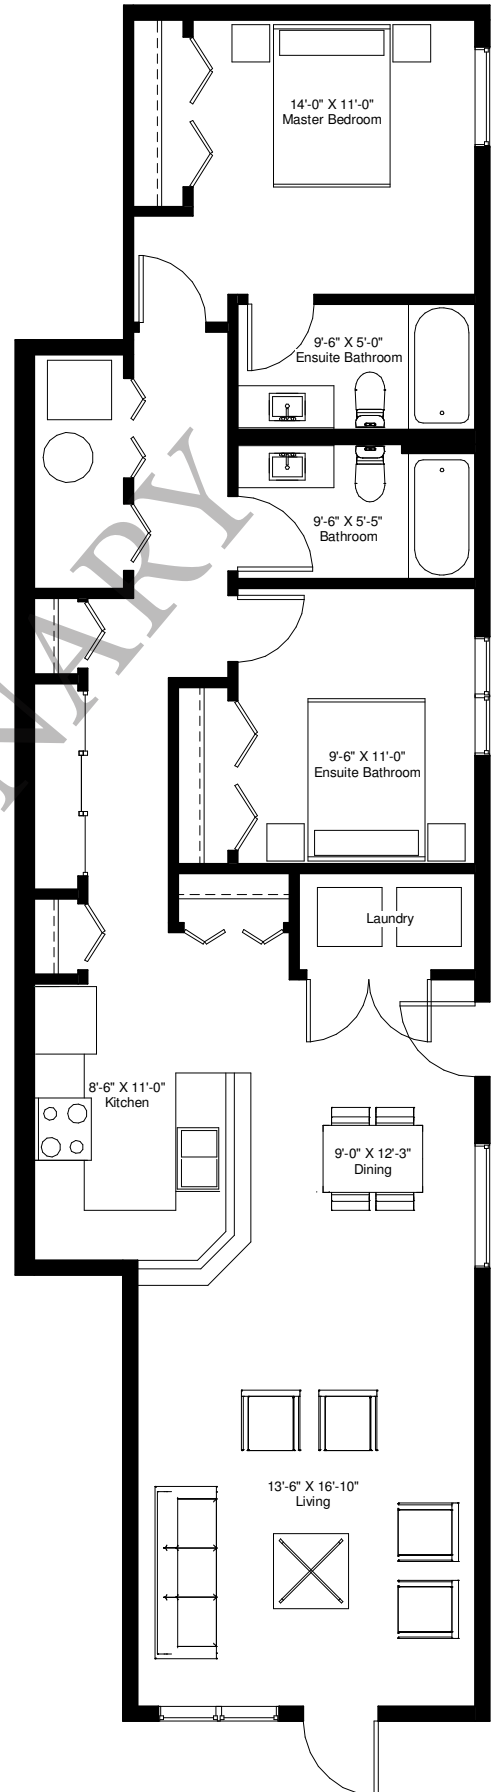 14'-0" X 11'-0"
Master Bedroom
9'-6" X 5'-0"
Ensuite Bathroom
9'-6" X 5'-5"
Bathroom
NARY
9'-6" X 11'-0"
Ensuite Bathroom
Laundry
8'-6" X 11'-0"
Kitchen
9'-0" X 12'-3"
Dining
13'-6" X 16'-10"
Living